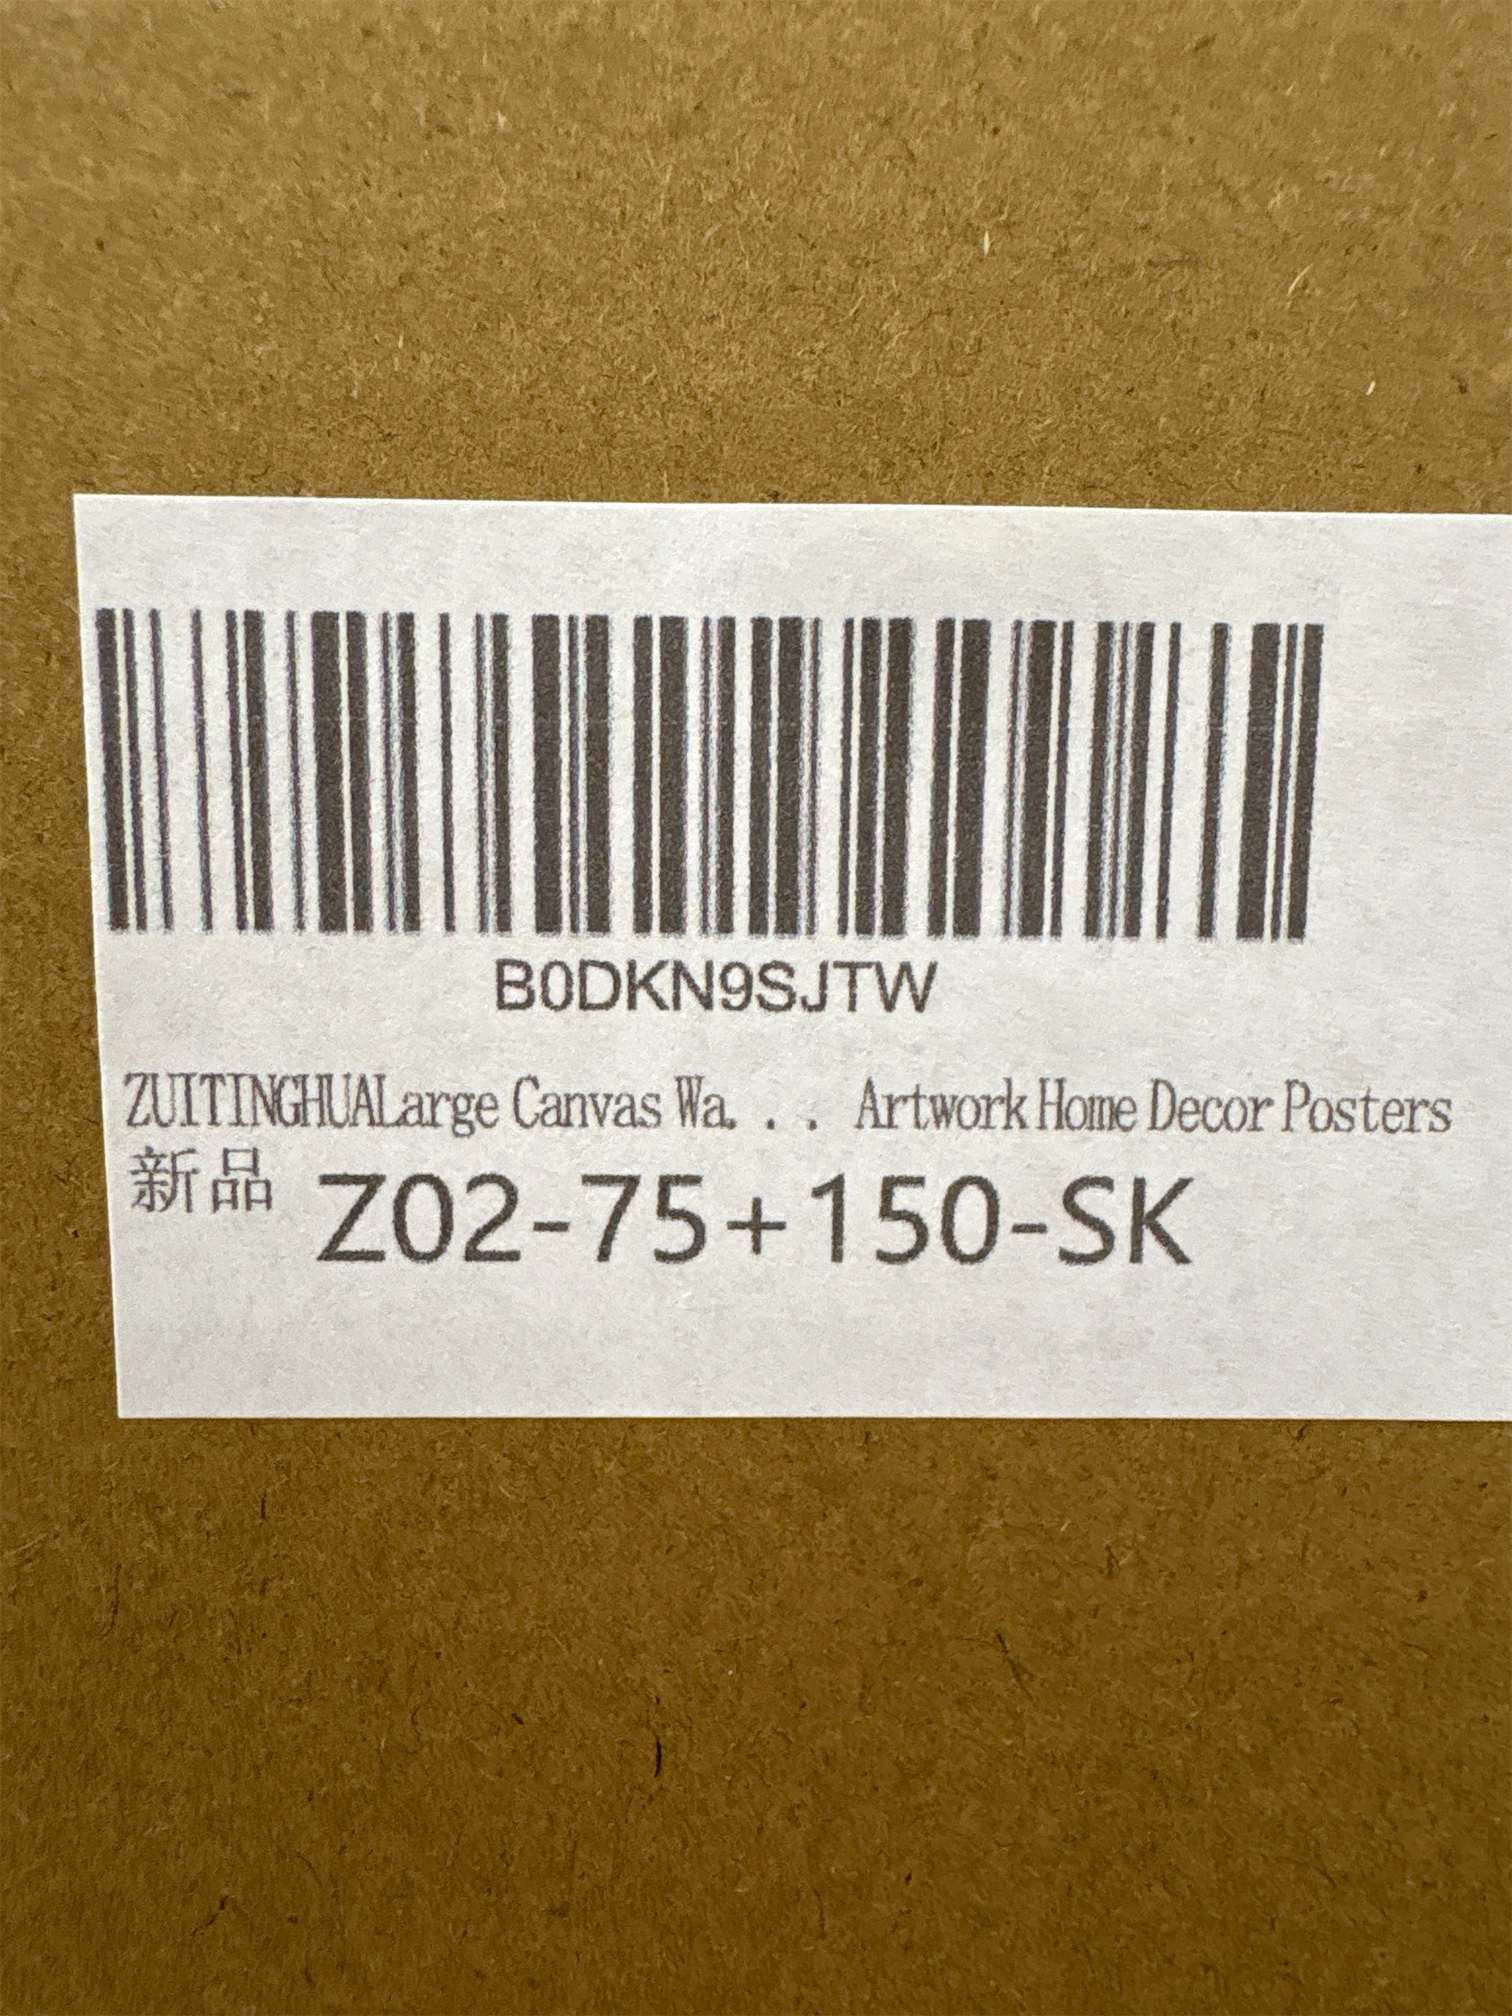 B0DKN9SJTW
ZUITINGHUALarge Canvas Wa... Artwork Home Decor Posters
新品 Z02-75+150-SK